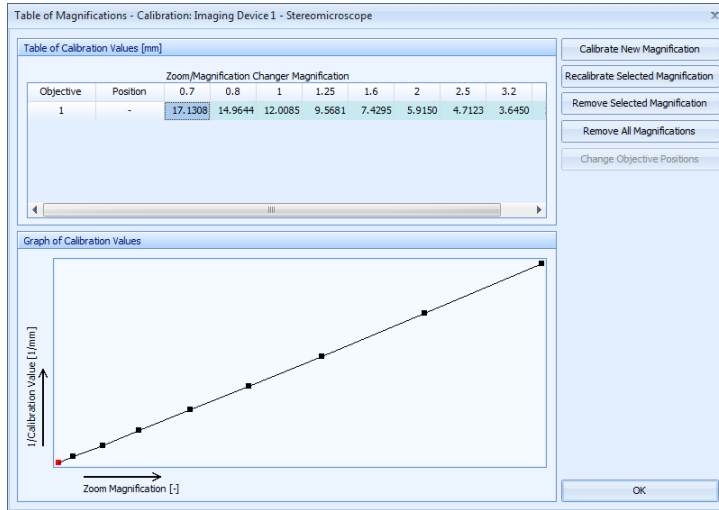 Table of Magnifications - Calibration: Imaging Device 1 - Stereomicroscope
Table of Calibration Values [mm]
Zoom/Magnification Changer Magnification
Objective Position 0.7 0.8 1 1.25 1.6 2 2.5 3.2
1 - 17.1308 14.9644 12.0085 9.5681 7.4295 5.9150 4.7123 3.6450
Calibrate New Magnification
Recalibrate Selected Magnification
Remove Selected Magnification
Remove All Magnifications
Change Objective Positions
Graph of Calibration Values
1/Calibration Value [1/mm]
Zoom Magnification [-]
OK